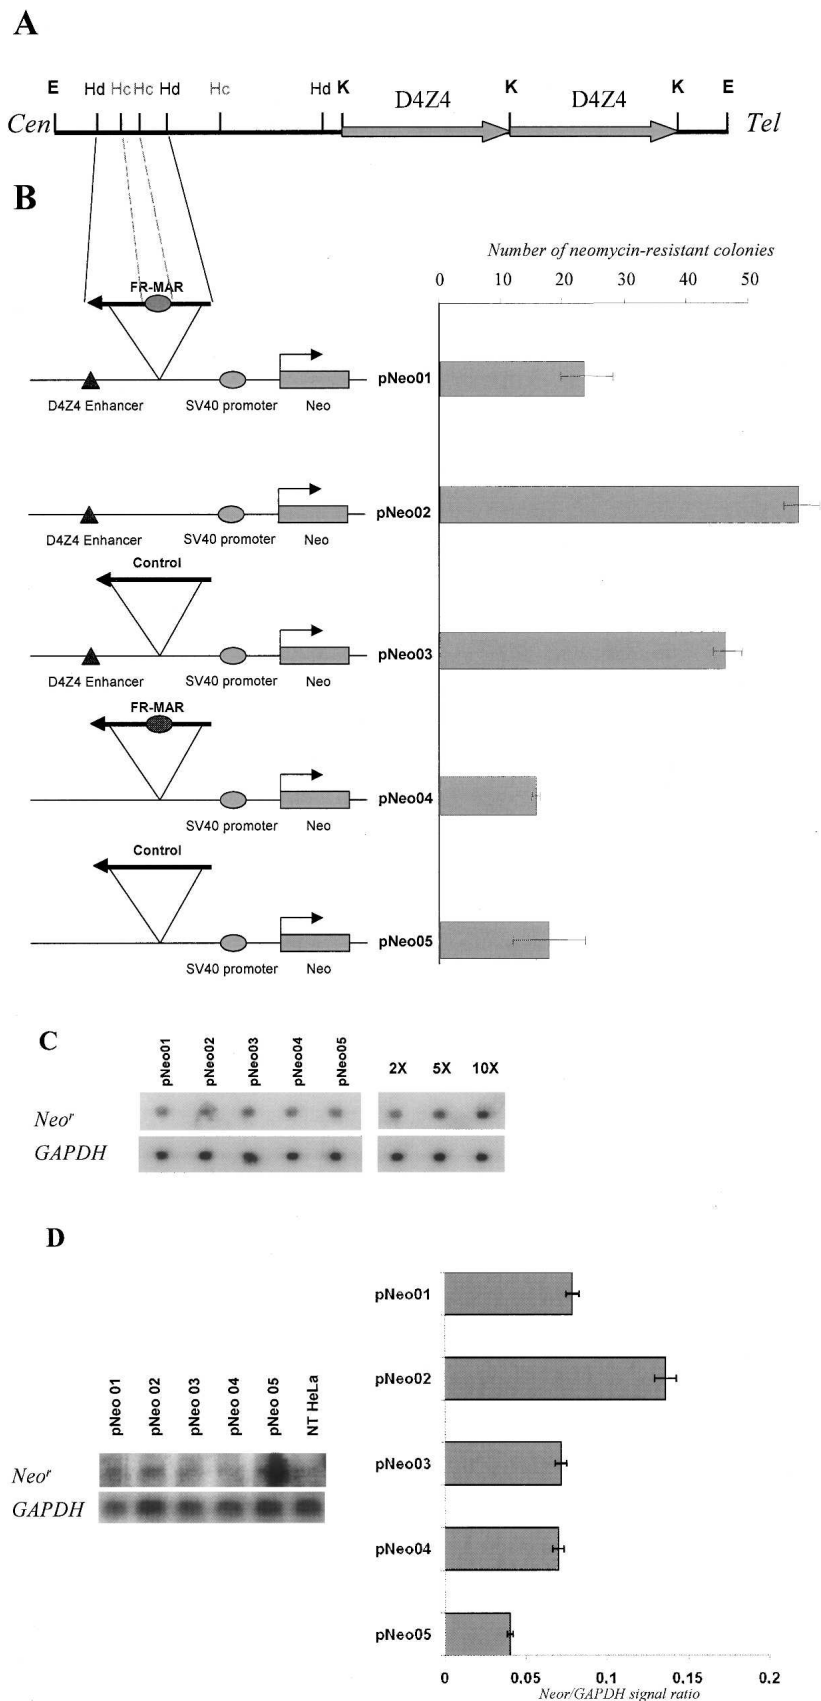 A
E Hd Hc Hc Hd Hc Hd K D4Z4 K D4Z4 K E
Cen Tel
B
Number of neomycin-resistant colonies
0 10 20 30 40 50
FR-MAR
pNeo01
D4Z4 Enhancer SV40 promoter Neo
pNeo02
D4Z4 Enhancer SV40 promoter Neo
Control
pNeo03
D4Z4 Enhancer SV40 promoter Neo
FR-MAR
pNeo04
SV40 promoter Neo
Control
pNeo05
SV40 promoter Neo
C
pNeo01 pNeo02 pNeo03 pNeo04 pNeo05 2X 5X 10X
Neoʳ
GAPDH
D
pNeo 01 pNeo 02 pNeo 03 pNeo 04 pNeo 05 NT HeLa
Neoʳ
GAPDH
pNeo01
pNeo02
pNeo03
pNeo04
pNeo05
0 0.05 0.1 0.15 0.2
Neor/GAPDH signal ratio